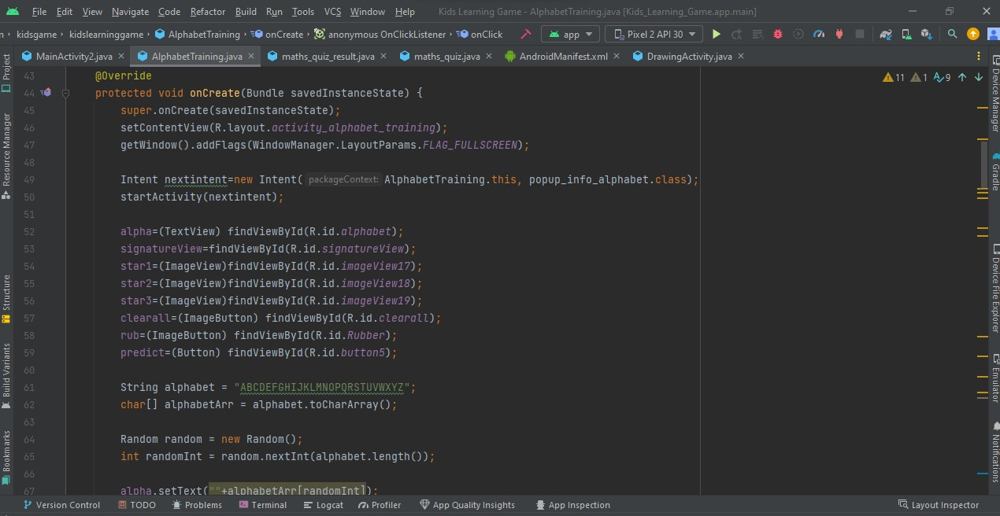 File Edit View Navigate Code Refactor Build Run Tools VCS Window Help Kids Learning Game - AlphabetTraining.java [Kids_Learning_Game.app.main]
kidsgame kidslearninggame AlphabetTraining onCreate anonymous OnClickListener onClick app Pixel 2 API 30
MainActivity2.java AlphabetTraining.java maths_quiz_result.java maths_quiz.java AndroidManifest.xml DrawingActivity.java
Project
Resource Manager
Structure
Build Variants
Bookmarks
11 1 9
43 @Override
44 protected void onCreate(Bundle savedInstanceState) {
45 super.onCreate(savedInstanceState);
46 setContentView(R.layout.activity_alphabet_training);
47 getWindow().addFlags(WindowManager.LayoutParams.FLAG_FULLSCREEN);
48
49 Intent nextintent=new Intent( packageContext: AlphabetTraining.this, popup_info_alphabet.class);
50 startActivity(nextintent);
51
52 alpha=(TextView) findViewById(R.id.alphabet);
53 signatureView=findViewById(R.id.signatureView);
54 star1=(ImageView)findViewById(R.id.imageView17);
55 star2=(ImageView)findViewById(R.id.imageView18);
56 star3=(ImageView)findViewById(R.id.imageView19);
57 clearall=(ImageButton) findViewById(R.id.clearall);
58 rub=(ImageButton) findViewById(R.id.Rubber);
59 predict=(Button) findViewById(R.id.button5);
60
61 String alphabet = "ABCDEFGHIJKLMNOPQRSTUVWXYZ";
62 char[] alphabetArr = alphabet.toCharArray();
63
64 Random random = new Random();
65 int randomInt = random.nextInt(alphabet.length());
66
67 alpha.setText(""+alphabetArr[randomInt]);
Device Manager
Gradle
Device File Explorer
Emulator
Notifications
Version Control TODO Problems Terminal Logcat Profiler App Quality Insights App Inspection Layout Inspector